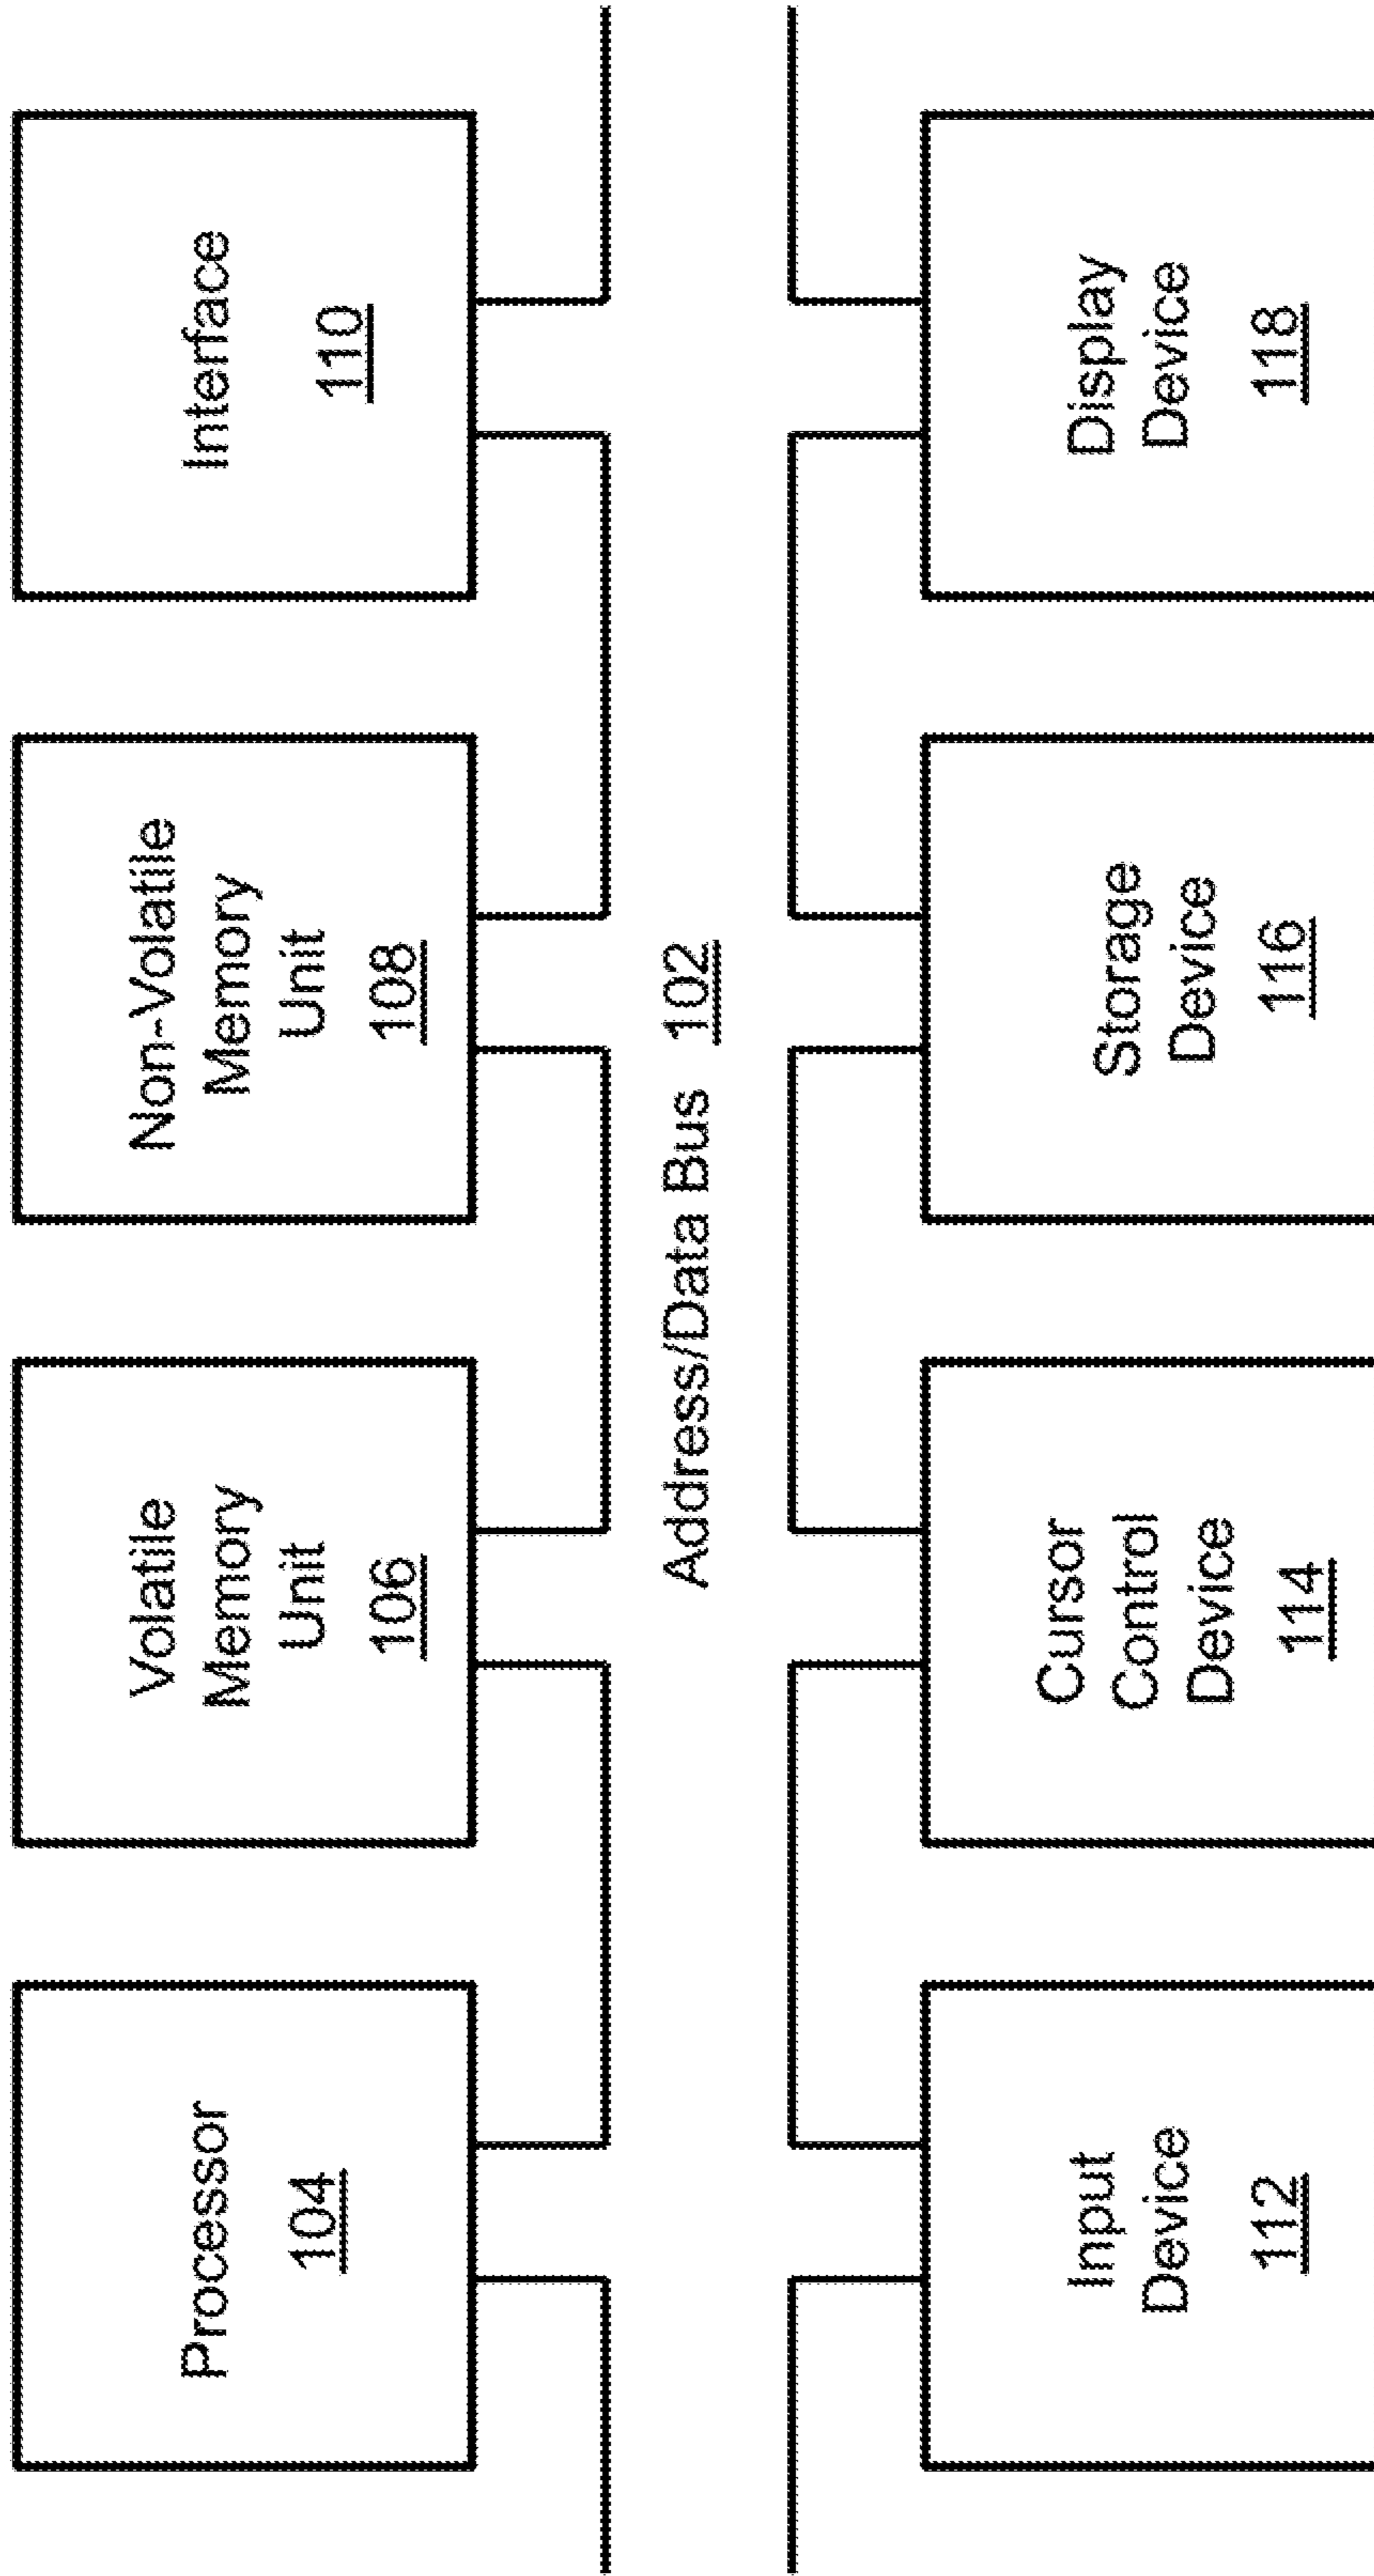 Processor
104
Volatile
Memory
Unit
106
Non-Volatile
Memory
Unit
108
Interface
110
Address/Data Bus 102
Input
Device
112
Cursor
Control
Device
114
Storage
Device
116
Display
Device
118